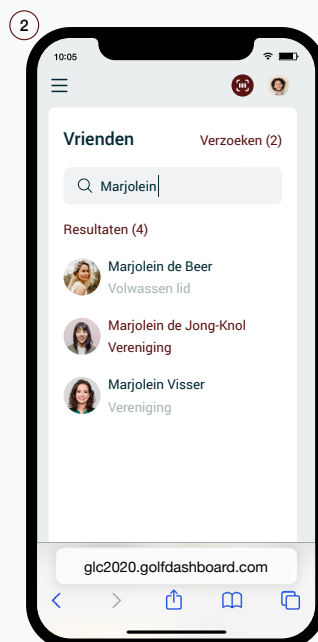 2
10:05
Vrienden
Verzoeken (2)
Marjolein
Resultaten (4)
Marjolein de Beer
Volwassen lid
Marjolein de Jong-Knol
Vereniging
Marjolein Visser
Vereniging
glc2020.golfdashboard.com